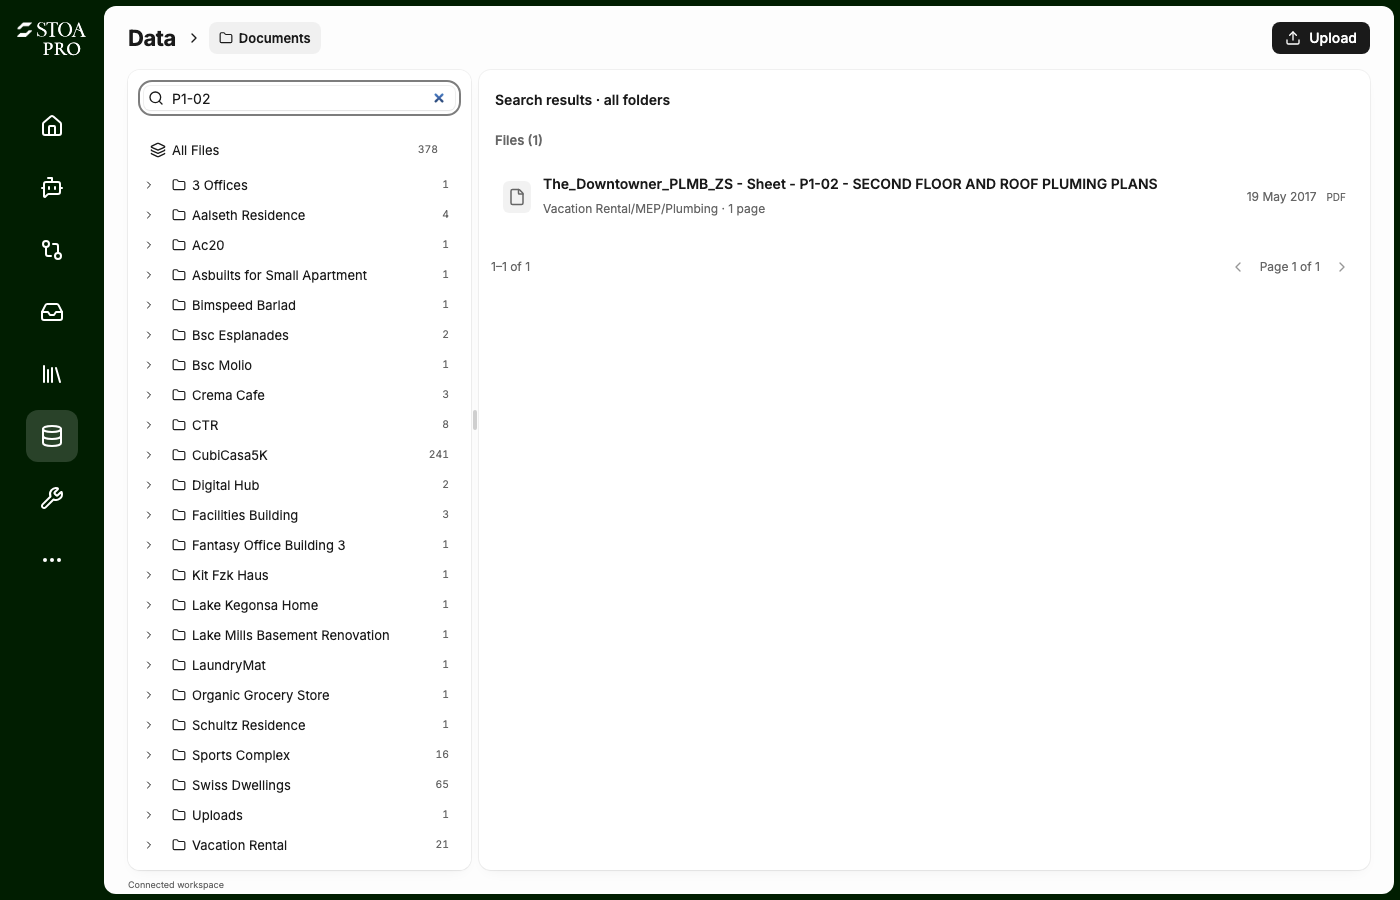 STOA
PRO
Data
Documents
Upload
P1-02
All Files 378
3 Offices 1
Aalseth Residence 4
Ac20 1
Asbuilts for Small Apartment 1
Bimspeed Barlad 1
Bsc Esplanades 2
Bsc Molio 1
Crema Cafe 3
CTR 8
CubiCasa5K 241
Digital Hub 2
Facilities Building 3
Fantasy Office Building 3 1
Kit Fzk Haus 1
Lake Kegonsa Home 1
Lake Mills Basement Renovation 1
LaundryMat 1
Organic Grocery Store 1
Schultz Residence 1
Sports Complex 16
Swiss Dwellings 65
Uploads 1
Vacation Rental 21
Search results · all folders
Files (1)
The_Downtowner_PLMB_ZS - Sheet - P1-02 - SECOND FLOOR AND ROOF PLUMING PLANS
Vacation Rental/MEP/Plumbing · 1 page
19 May 2017 PDF
1–1 of 1
Page 1 of 1
Connected workspace